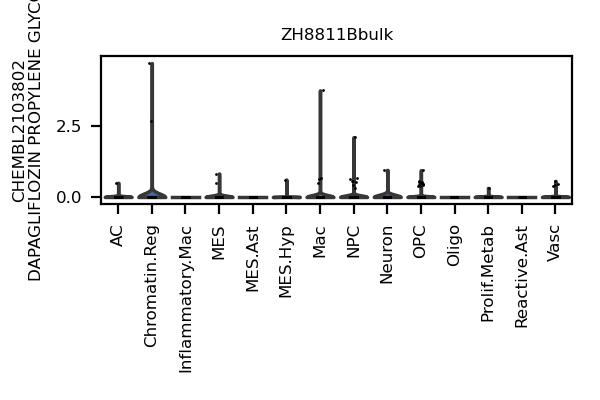 ZH8811Bbulk
CHEMBL2103802
DAPAGLIFLOZIN PROPYLENE
2.5
0.0
AC
Chromatin.Reg
Inflammatory.Mac
MES
MES.Ast
MES.Hyp
Mac
NPC
Neuron
OPC
Oligo
Prolif.Metab
Reactive.Ast
Vasc